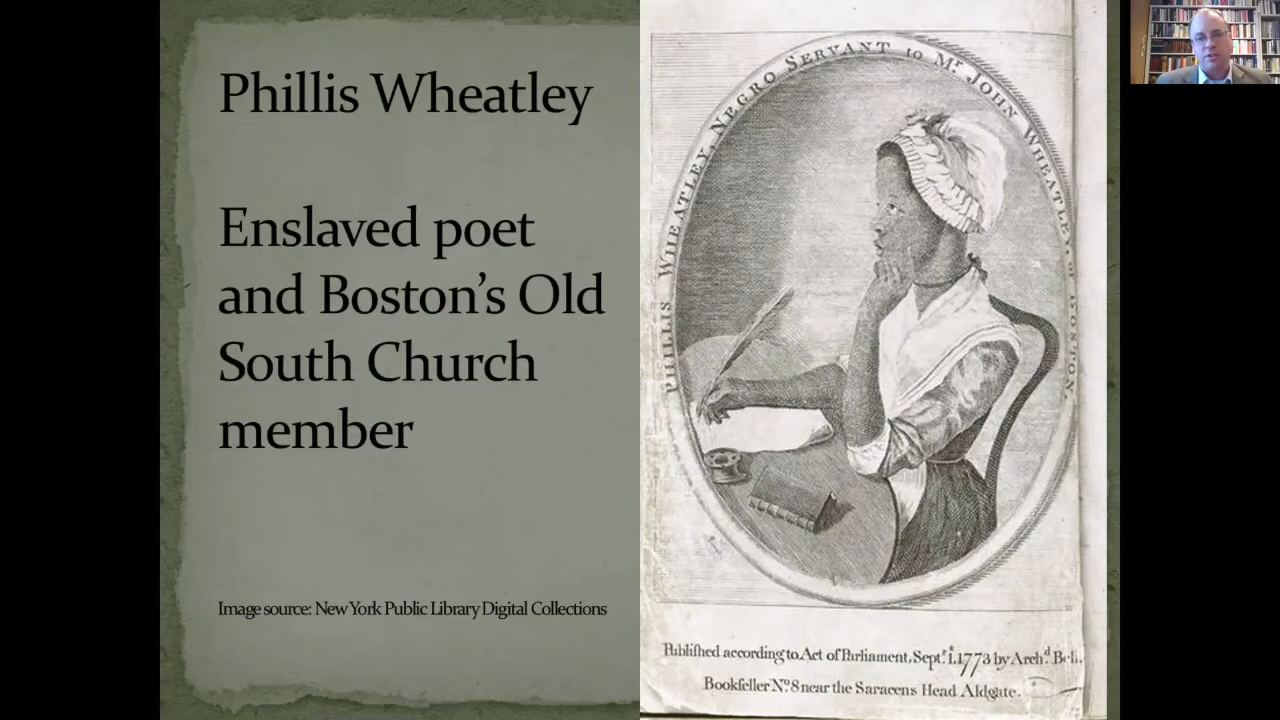 Phillis Wheatley
Enslaved poet
and Boston's Old
South Church
member
Image source: New York Public Library Digital Collections
PHILLIS WHEATLEY, NEGRO SERVANT to Mr. JOHN WHEATLEY, of BOSTON.
Publiſhed according to Act of Parliament, Sept.r 1.st 1773 by Arch.d Bell,
Bookſeller No. 8 near the Saracens Head Aldgate.